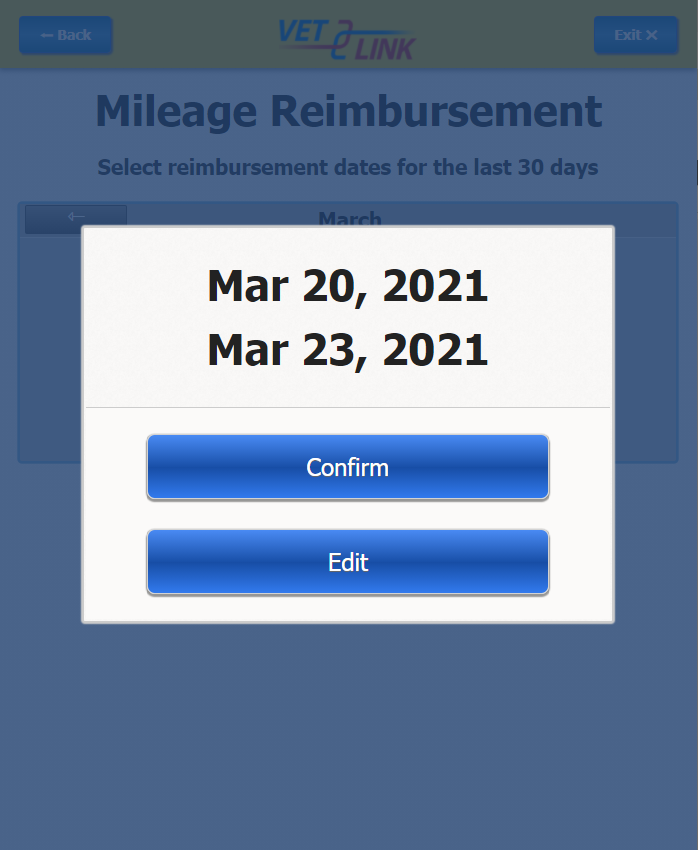 ← Back
VET LINK
Exit ✕
Mileage Reimbursement
Select reimbursement dates for the last 30 days
←
March
Mar 20, 2021
Mar 23, 2021
Confirm
Edit